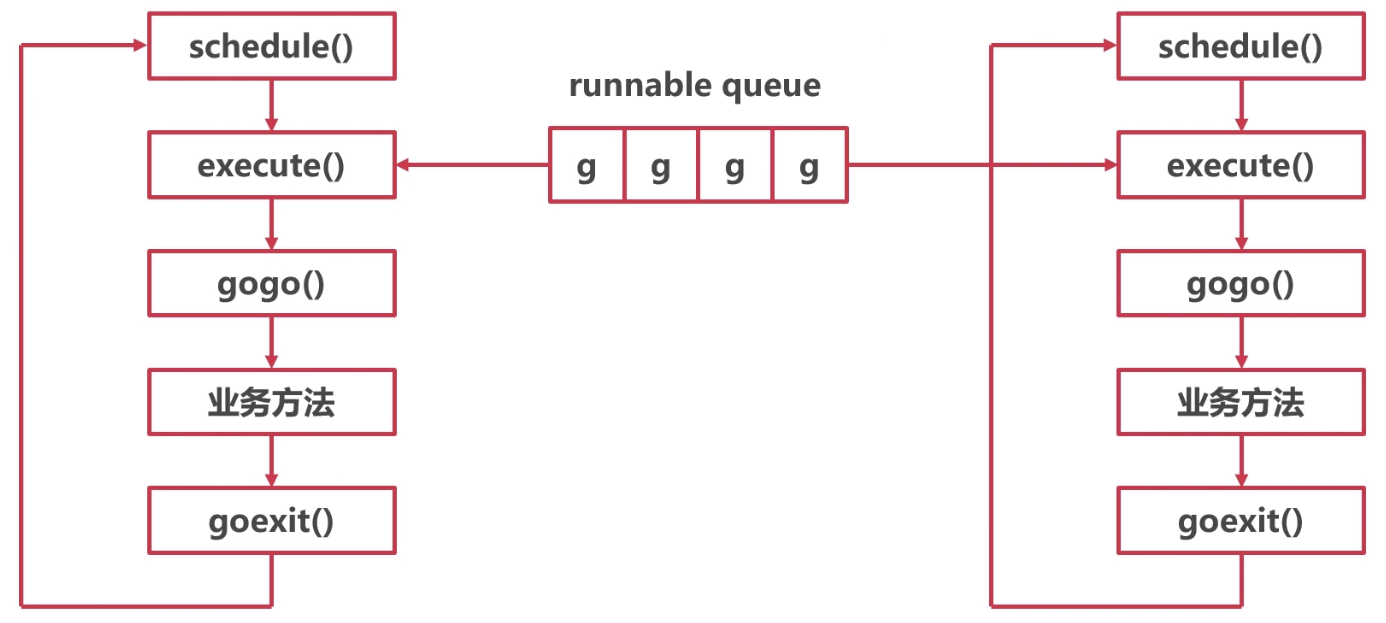 schedule()
execute()
gogo()
业务方法
goexit()
runnable queue
g g g g
schedule()
execute()
gogo()
业务方法
goexit()